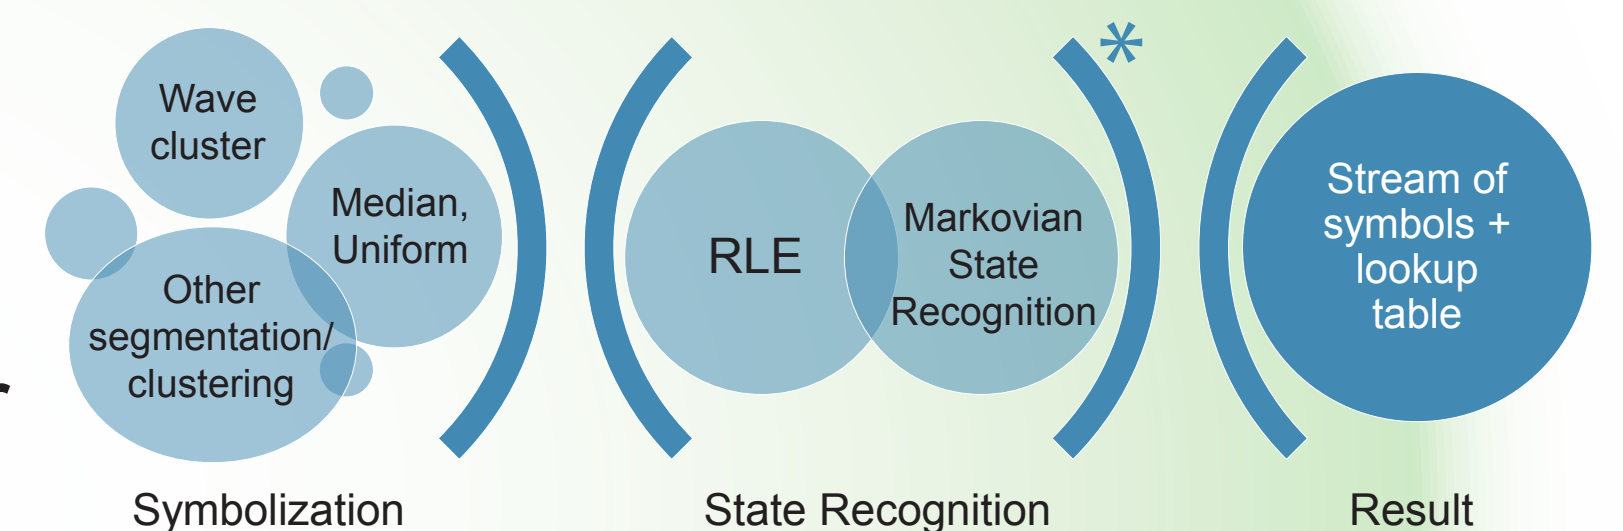 Wave
cluster
Median,
Uniform
Other
segmentation/
clustering
Symbolization
RLE
Markovian
State
Recognition
*
State Recognition
Stream of
symbols +
lookup
table
Result